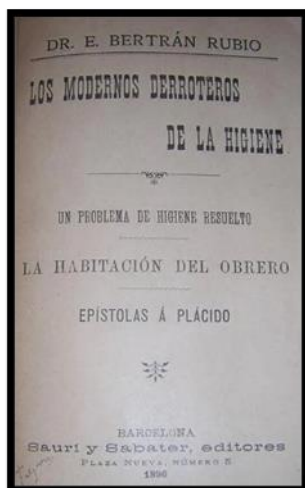 DR. E. BERTRÁN RUBIO
LOS MODERNOS DERROTEROS
DE LA HIGIENE
UN PROBLEMA DE HIGIENE RESUELTO
LA HABITACIÓN DEL OBRERO
EPÍSTOLAS Á PLÁCIDO
BARCELONA
Saurí y Sabater, editores
PLAZA NUEVA, NÚMERO 5
1896